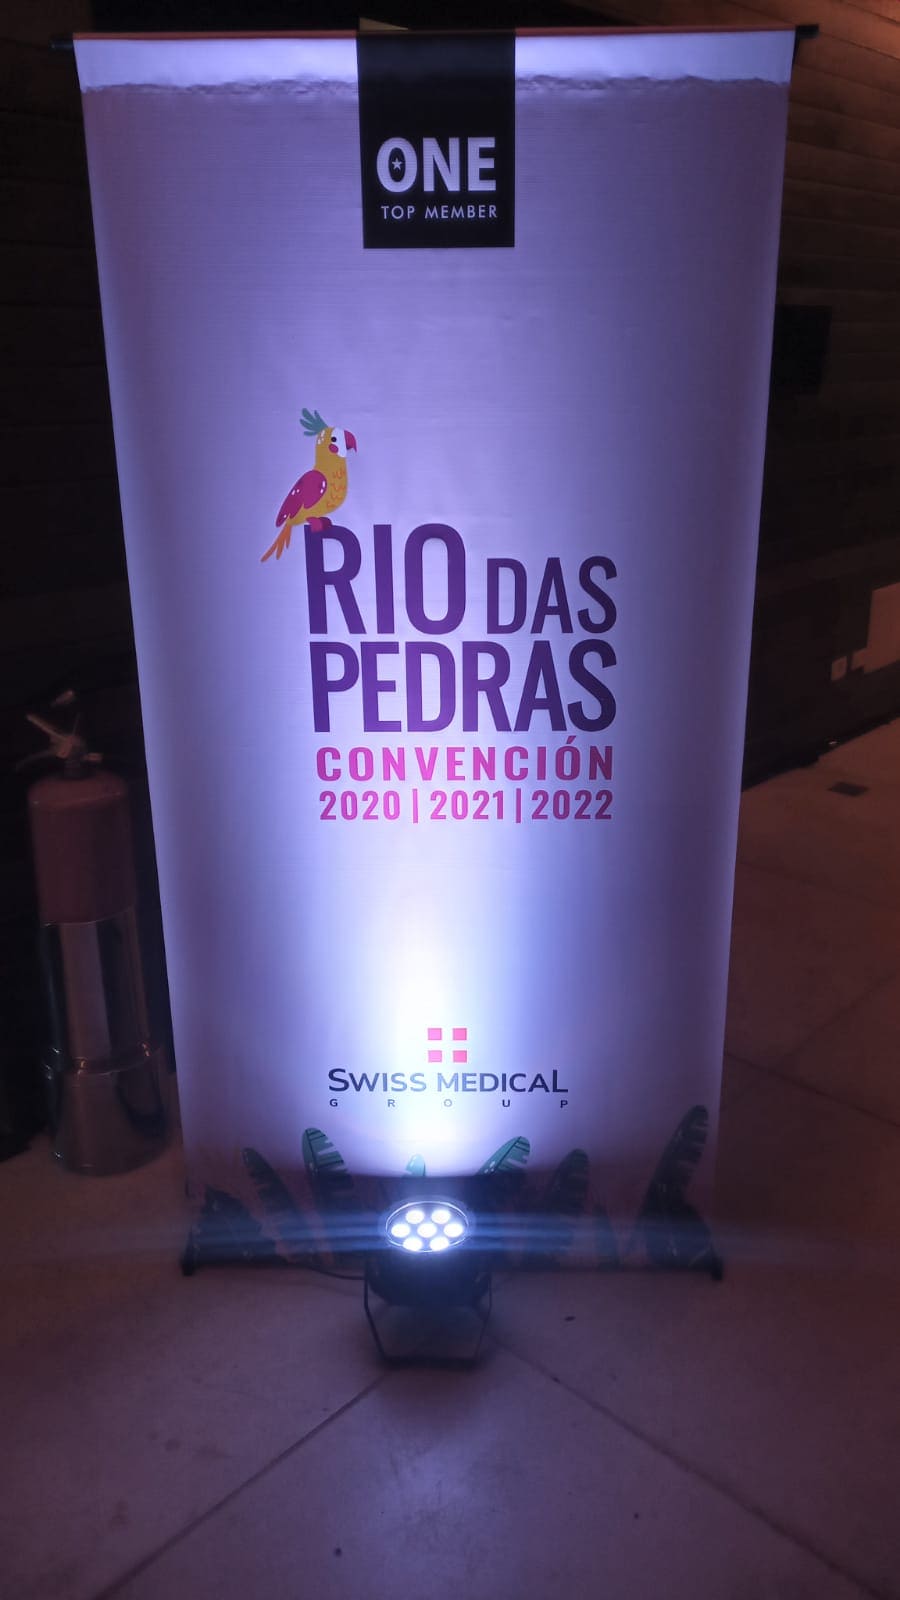 ONE
TOP MEMBER
RIO DAS
PEDRAS
CONVENCIÓN
2020 | 2021 | 2022
SWISS MEDICAL
GROUP